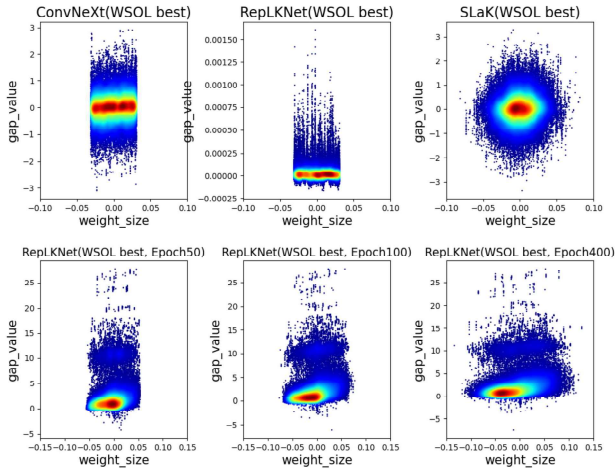 ConvNeXt(WSOL best)
RepLKNet(WSOL best)
SLaK(WSOL best)
gap_value
3
2
1
0
−1
−2
−3
−0.10 −0.05 0.00 0.05 0.10
weight_size
gap_value
0.00150
0.00125
0.00100
0.00075
0.00050
0.00025
0.00000
−0.00025
−0.10 −0.05 0.00 0.05 0.10
weight_size
gap_value
3
2
1
0
−1
−2
−3
−0.10 −0.05 0.00 0.05 0.10
weight_size
RepLKNet(WSOL best, Epoch50)
RepLKNet(WSOL best, Epoch100)
RepLKNet(WSOL best, Epoch400)
gap_value
25
20
15
10
5
0
−5
−0.15 −0.10 −0.05 0.00 0.05 0.10 0.15
weight_size
gap_value
25
20
15
10
5
0
−5
−0.15 −0.10 −0.05 0.00 0.05 0.10 0.15
weight_size
gap_value
25
20
15
10
5
0
−5
−0.15 −0.10 −0.05 0.00 0.05 0.10 0.15
weight_size